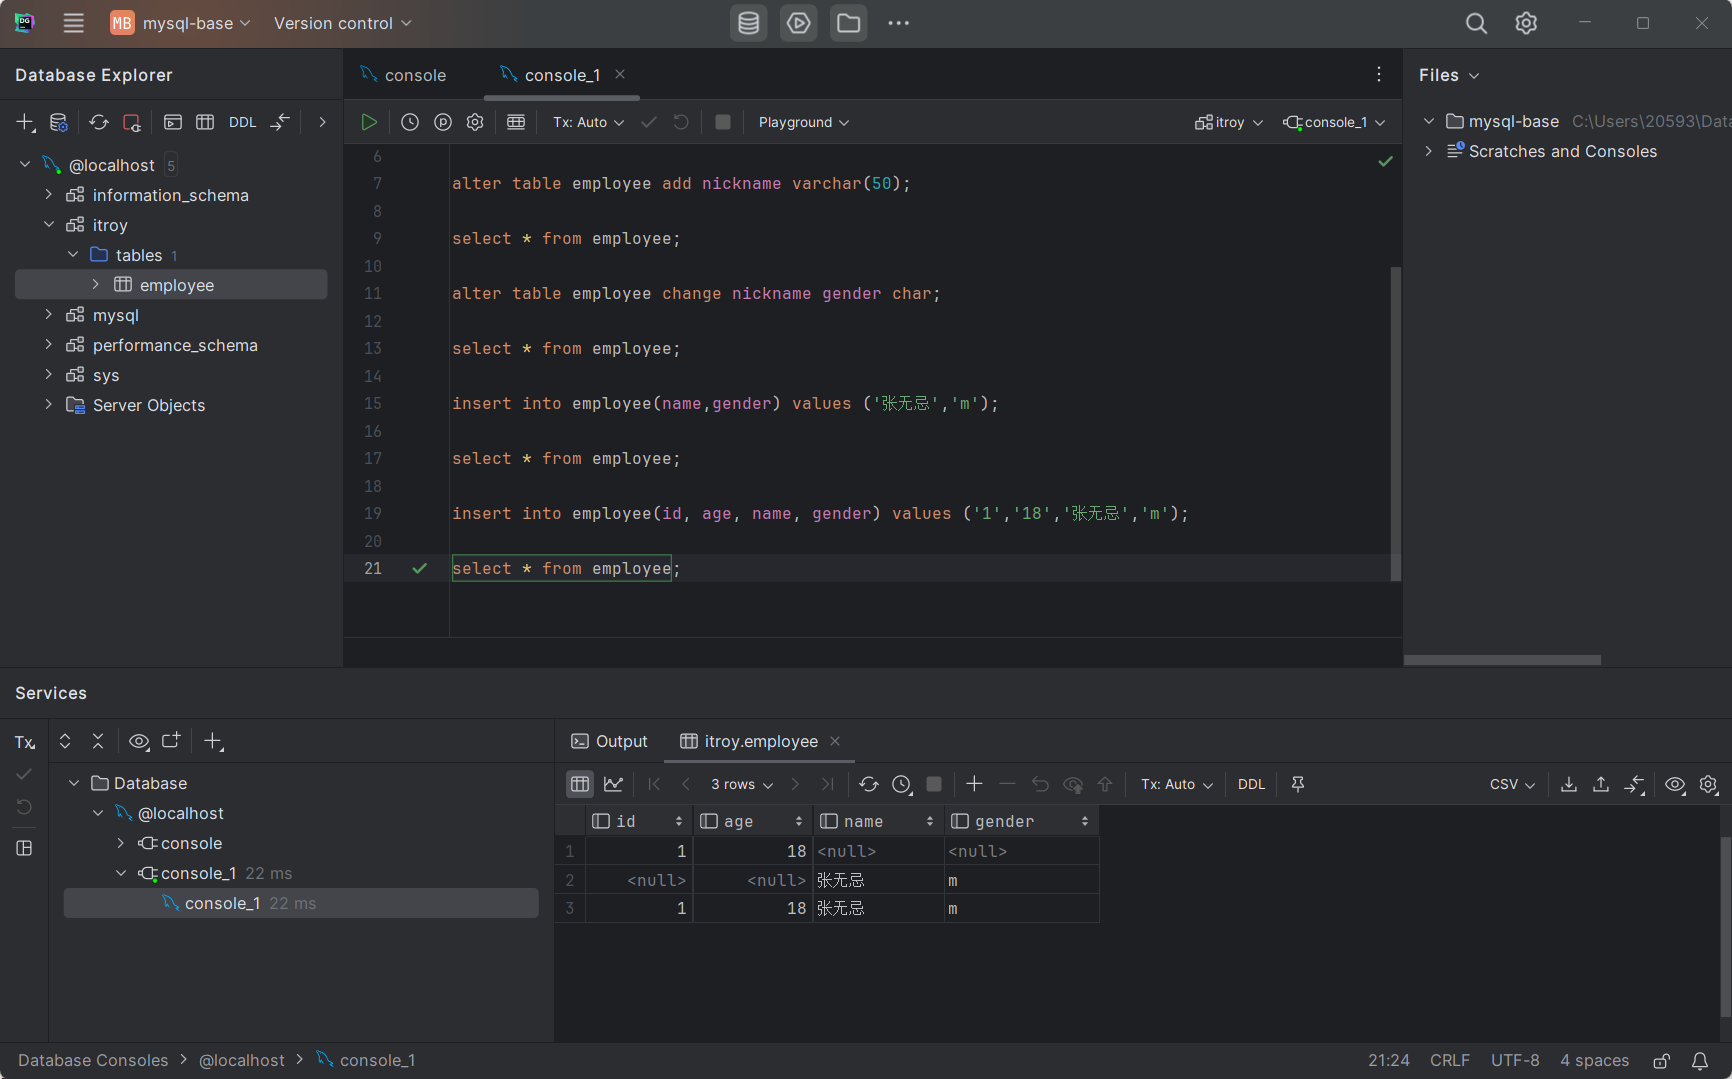 MB mysql-base Version control
Database Explorer
DDL
@localhost 5
information_schema
itroy
tables 1
employee
mysql
performance_schema
sys
Server Objects
console console_1
Tx: Auto Playground itroy console_1
6
7 alter table employee add nickname varchar(50);
8
9 select * from employee;
10
11 alter table employee change nickname gender char;
12
13 select * from employee;
14
15 insert into employee(name,gender) values ('张无忌','m');
16
17 select * from employee;
18
19 insert into employee(id, age, name, gender) values ('1','18','张无忌','m');
20
21 select * from employee;
Files
mysql-base C:\Users\20593\Data
Scratches and Consoles
Services
Tx
Database
@localhost
console
console_1 22 ms
console_1 22 ms
Output itroy.employee
3 rows Tx: Auto DDL CSV
id age name gender
1 1 18 <null> <null>
2 <null> <null> 张无忌 m
3 1 18 张无忌 m
Database Consoles > @localhost > console_1
21:24 CRLF UTF-8 4 spaces